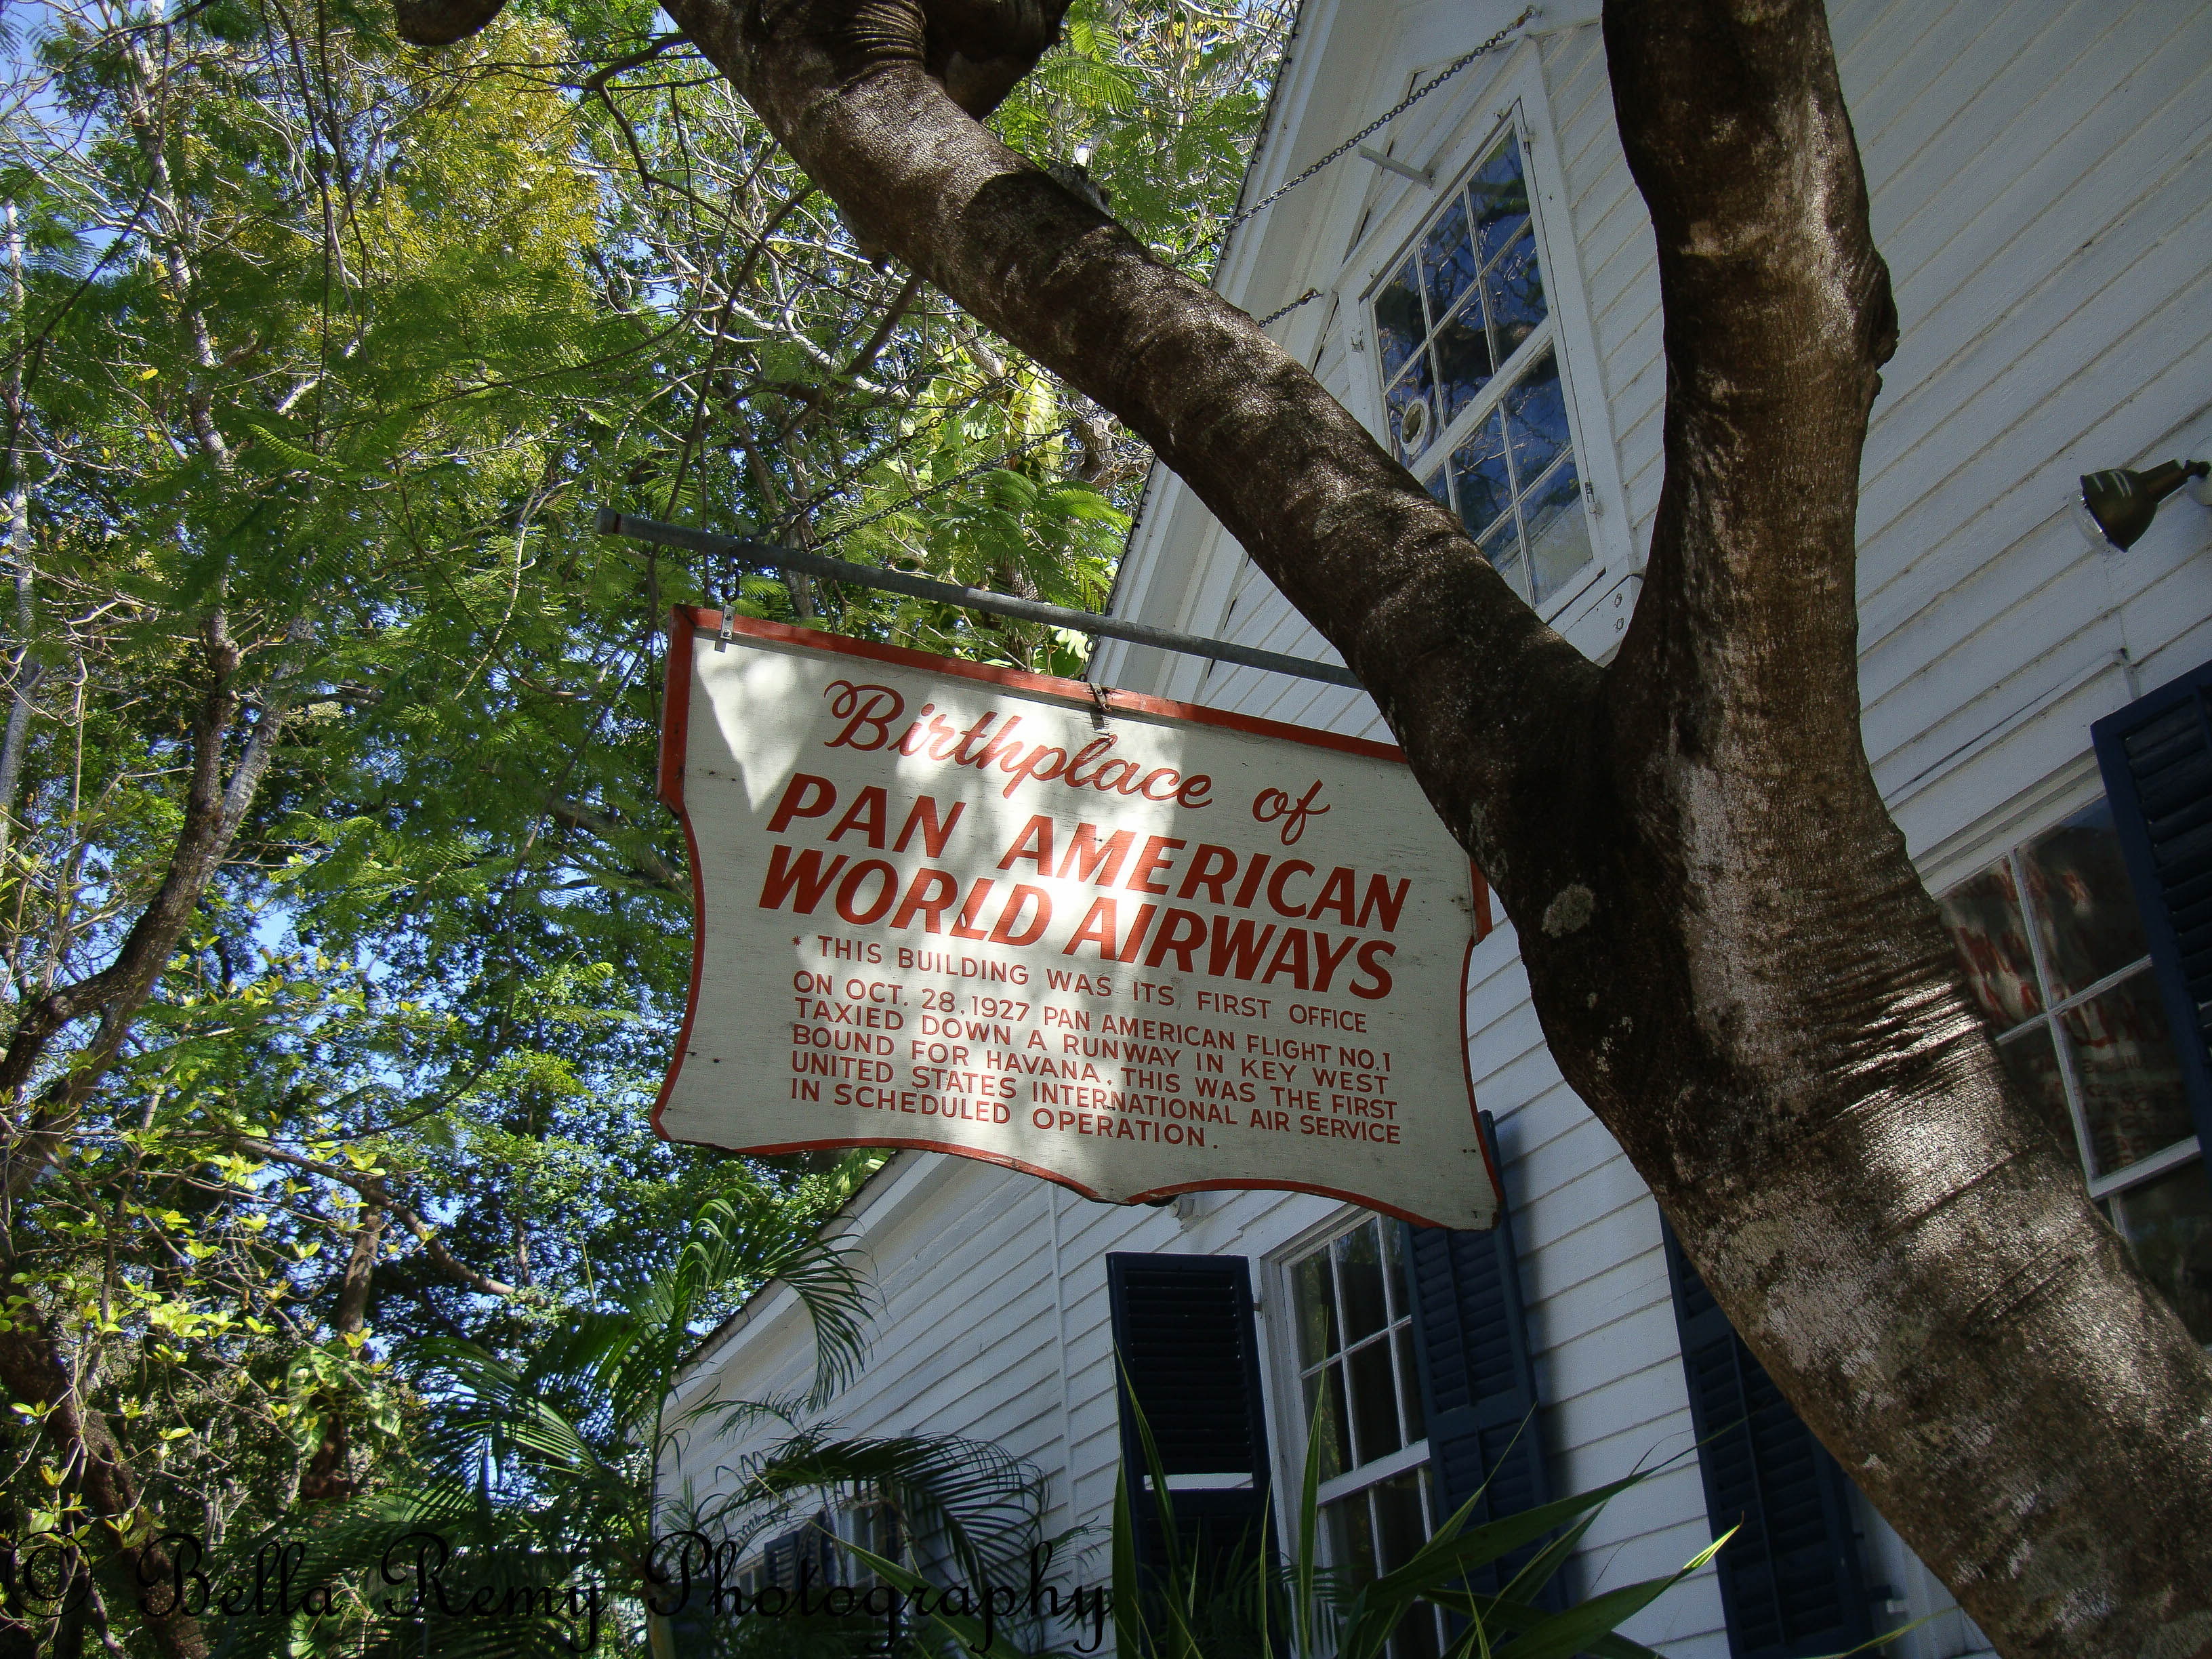 Birthplace of
PAN AMERICAN
WORLD AIRWAYS
* THIS BUILDING WAS ITS FIRST OFFICE
ON OCT. 28, 1927 PAN AMERICAN FLIGHT NO.1
TAXIED DOWN A RUNWAY IN KEY WEST
BOUND FOR HAVANA. THIS WAS THE FIRST
UNITED STATES INTERNATIONAL AIR SERVICE
IN SCHEDULED OPERATION.
© Bella Remy Photography